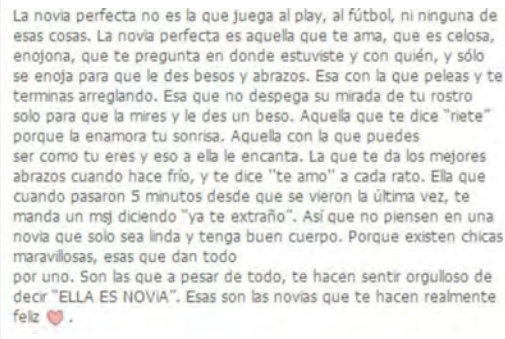 La novia perfecta no es la que juega al play, al fútbol, ni ninguna de
esas cosas. La novia perfecta es aquella que te ama, que es celosa,
enojona, que te pregunta en donde estuviste y con quién, y sólo
se enoja para que le des besos y abrazos. Esa con la que peleas y te
terminas arreglando. Esa que no despega su mirada de tu rostro
solo para que la mires y le des un beso. Aquella que te dice "riete"
porque la enamora tu sonrisa. Aquella con la que puedes
ser como tu eres y eso a ella le encanta. La que te da los mejores
abrazos cuando hace frío, y te dice "te amo" a cada rato. Ella que
cuando pasaron 5 minutos desde que se vieron la última vez, te
manda un msj diciendo "ya te extraño". Así que no piensen en una
novia que solo sea linda y tenga buen cuerpo. Porque existen chicas
maravillosas, esas que dan todo
por uno. Son las que a pesar de todo, te hacen sentir orgulloso de
decir "ELLA ES NOViA". Esas son las novias que te hacen realmente
feliz ❤ .